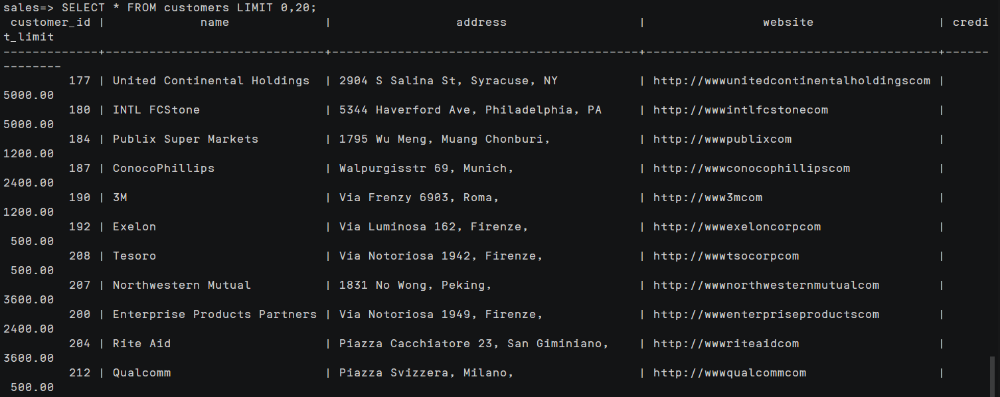 sales=> SELECT * FROM customers LIMIT 0,20;
 customer_id |             name             |                 address                  |                website                 | credi
t_limit
-------------+------------------------------+------------------------------------------+----------------------------------------+------
--------
         177 | United Continental Holdings  | 2904 S Salina St, Syracuse, NY           | http://wwwunitedcontinentalholdingscom |
5000.00
         180 | INTL FCStone                 | 5344 Haverford Ave, Philadelphia, PA     | http://wwwintlfcstonecom               |
5000.00
         184 | Publix Super Markets         | 1795 Wu Meng, Muang Chonburi,            | http://wwwpublixcom                    |
1200.00
         187 | ConocoPhillips               | Walpurgisstr 69, Munich,                 | http://wwwconocophillipscom            |
2400.00
         190 | 3M                           | Via Frenzy 6903, Roma,                   | http://www3mcom                        |
1200.00
         192 | Exelon                       | Via Luminosa 162, Firenze,               | http://wwwexeloncorpcom                |
 500.00
         208 | Tesoro                       | Via Notoriosa 1942, Firenze,             | http://wwwtsocorpcom                   |
 500.00
         207 | Northwestern Mutual          | 1831 No Wong, Peking,                    | http://wwwnorthwesternmutualcom        |
3600.00
         200 | Enterprise Products Partners | Via Notoriosa 1949, Firenze,             | http://wwwenterpriseproductscom        |
2400.00
         204 | Rite Aid                     | Piazza Cacchiatore 23, San Giminiano,    | http://wwwriteaidcom                   |
3600.00
         212 | Qualcomm                     | Piazza Svizzera, Milano,                 | http://wwwqualcommcom                  |
 500.00